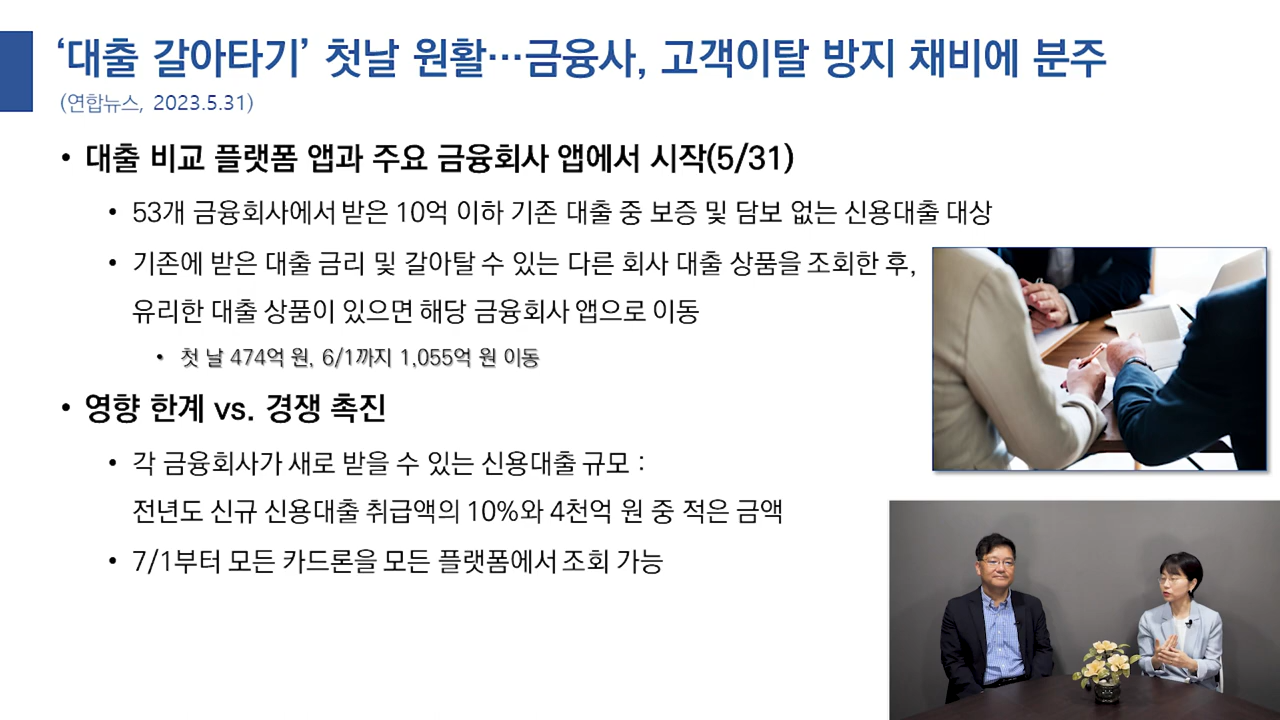 ‘대출 갈아타기’ 첫날 원활…금융사, 고객이탈 방지 채비에 분주
(연합뉴스, 2023.5.31)
• 대출 비교 플랫폼 앱과 주요 금융회사 앱에서 시작(5/31)
• 53개 금융회사에서 받은 10억 이하 기존 대출 중 보증 및 담보 없는 신용대출 대상
• 기존에 받은 대출 금리 및 갈아탈 수 있는 다른 회사 대출 상품을 조회한 후,
유리한 대출 상품이 있으면 해당 금융회사 앱으로 이동
• 첫 날 474억 원, 6/1까지 1,055억 원 이동
• 영향 한계 vs. 경쟁 촉진
• 각 금융회사가 새로 받을 수 있는 신용대출 규모 :
전년도 신규 신용대출 취급액의 10%와 4천억 원 중 적은 금액
• 7/1부터 모든 카드론을 모든 플랫폼에서 조회 가능